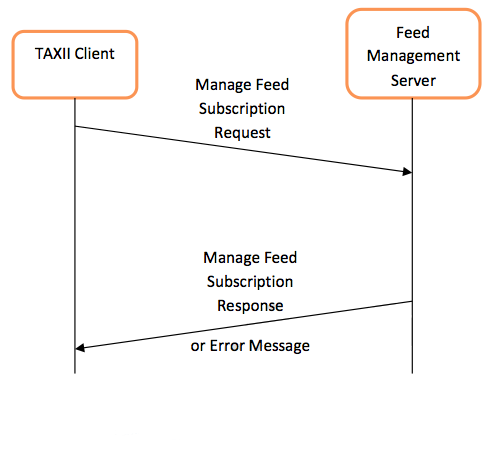 TAXII Client
Feed
Management
Server
Manage Feed
Subscription
Request
Manage Feed
Subscription
Response
or Error Message